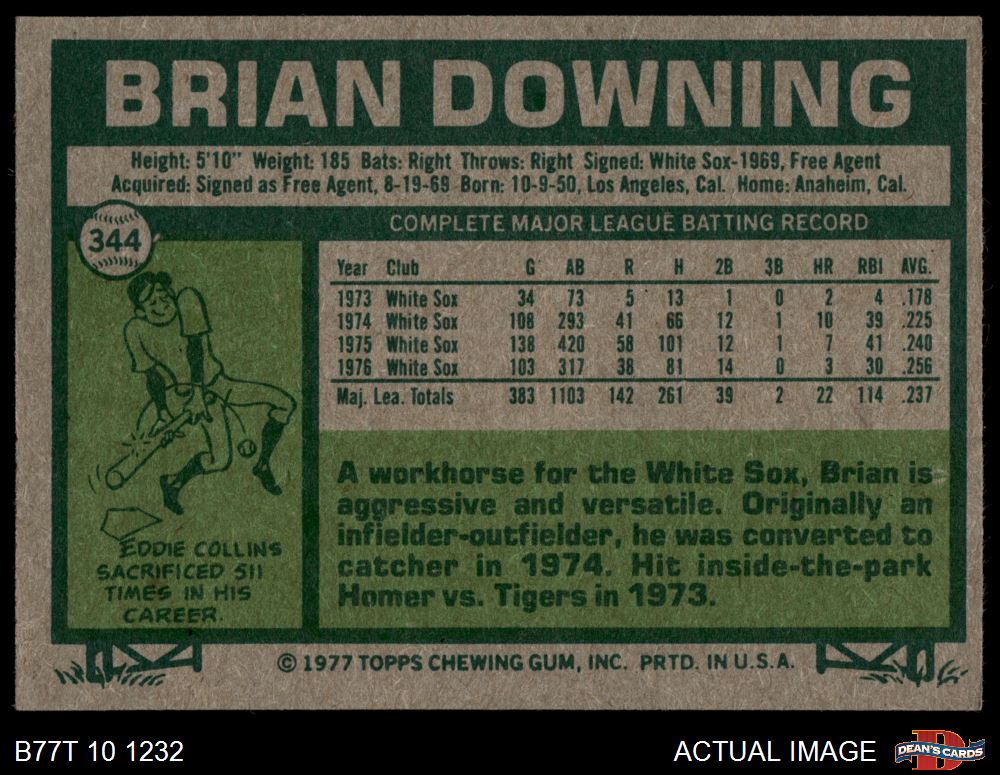 BRIAN DOWNING
Height: 5'10" Weight: 185 Bats: Right Throws: Right Signed: White Sox-1969, Free Agent
Acquired: Signed as Free Agent, 8-19-69 Born: 10-9-50, Los Angeles, Cal. Home: Anaheim, Cal.
344
COMPLETE MAJOR LEAGUE BATTING RECORD
Year Club G AB R H 2B 3B HR RBI AVG.
1973 White Sox 34 73 5 13 1 0 2 4 .178
1974 White Sox 108 293 41 66 12 1 10 39 .225
1975 White Sox 138 420 58 101 12 1 7 41 .240
1976 White Sox 103 317 38 81 14 0 3 30 .256
Maj. Lea. Totals 383 1103 142 261 39 2 22 114 .237
EDDIE COLLINS
SACRIFICED 511
TIMES IN HIS
CAREER.
A workhorse for the White Sox, Brian is
aggressive and versatile. Originally an
infielder-outfielder, he was converted to
catcher in 1974. Hit inside-the-park
Homer vs. Tigers in 1973.
© 1977 TOPPS CHEWING GUM, INC. PRTD. IN U.S.A.
B77T 10 1232
ACTUAL IMAGE
D
DEAN'S CARDS